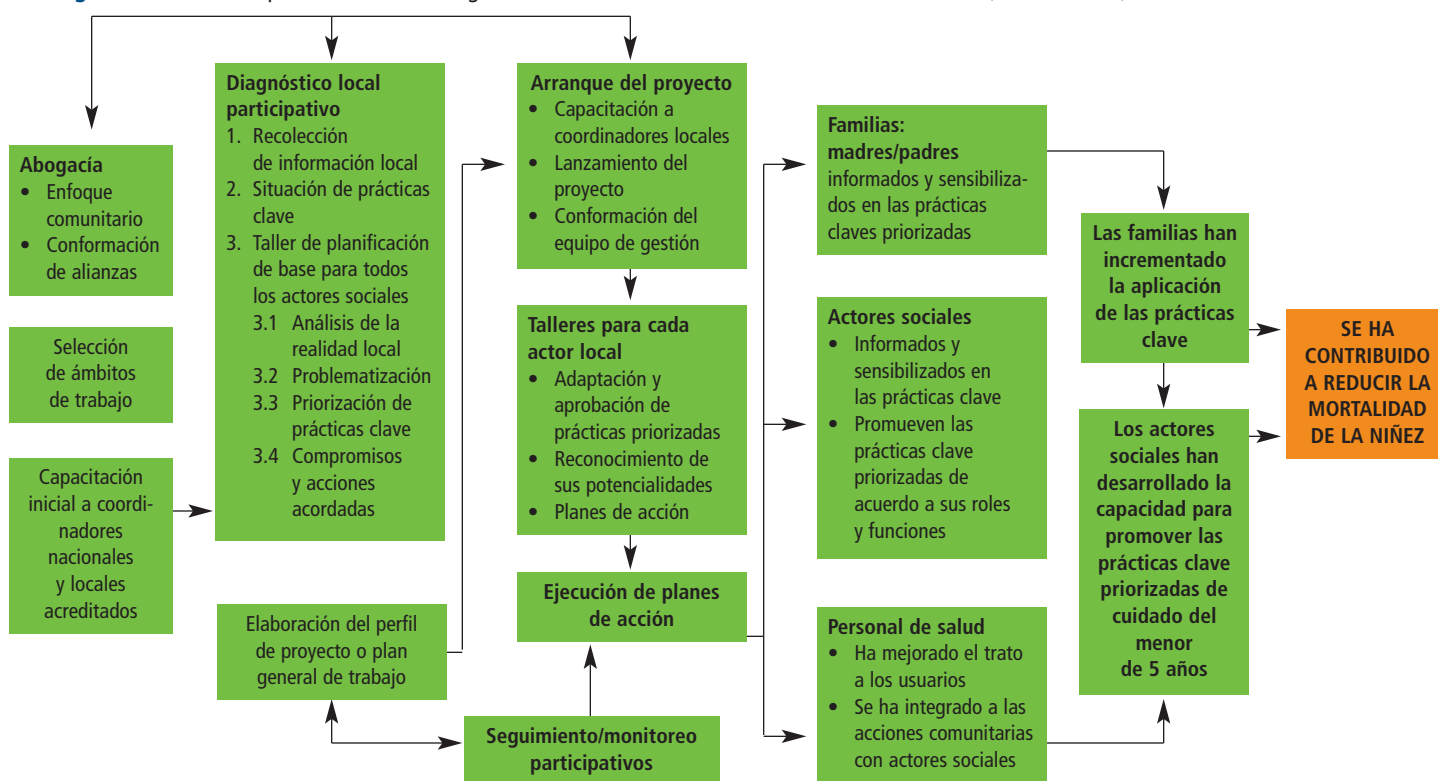 Abogacía
• Enfoque
comunitario
• Conformación
de alianzas
Selección
de ámbitos
de trabajo
Capacitación
inicial a coordi-
nadores
nacionales
y locales
acreditados
Diagnóstico local
participativo
1. Recolección
de información local
2. Situación de prácticas
clave
3. Taller de planificación
de base para todos
los actores sociales
3.1 Análisis de la
realidad local
3.2 Problematización
3.3 Priorización de
prácticas clave
3.4 Compromisos
y acciones
acordadas
Elaboración del perfil
de proyecto o plan
general de trabajo
Arranque del proyecto
• Capacitación a
coordinadores locales
• Lanzamiento del
proyecto
• Conformación del
equipo de gestión
Talleres para cada
actor local
• Adaptación y
aprobación de
prácticas priorizadas
• Reconocimiento de
sus potencialidades
• Planes de acción
Ejecución de planes
de acción
Seguimiento/monitoreo
participativos
Familias:
madres/padres
informados y sensibiliza-
dos en las prácticas
claves priorizadas
Actores sociales
• Informados y
sensibilizados en
las prácticas clave
• Promueven las
prácticas clave
priorizadas de
acuerdo a sus roles
y funciones
Personal de salud
• Ha mejorado el trato
a los usuarios
• Se ha integrado a las
acciones comunitarias
con actores sociales
Las familias han
incrementado
la aplicación
de las prácticas
clave
Los actores
sociales han
desarrollado la
capacidad para
promover las
prácticas clave
priorizadas de
cuidado del
menor
de 5 años
SE HA
CONTRIBUIDO
A REDUCIR LA
MORTALIDAD
DE LA NIÑEZ